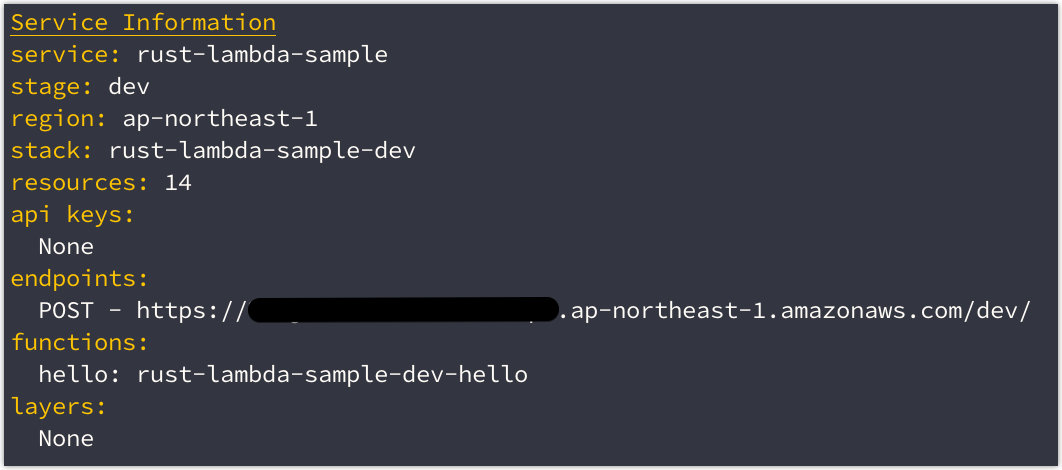 Service Information
service: rust-lambda-sample
stage: dev
region: ap-northeast-1
stack: rust-lambda-sample-dev
resources: 14
api keys:
None
endpoints:
POST - https://.ap-northeast-1.amazonaws.com/dev/
functions:
hello: rust-lambda-sample-dev-hello
layers:
None